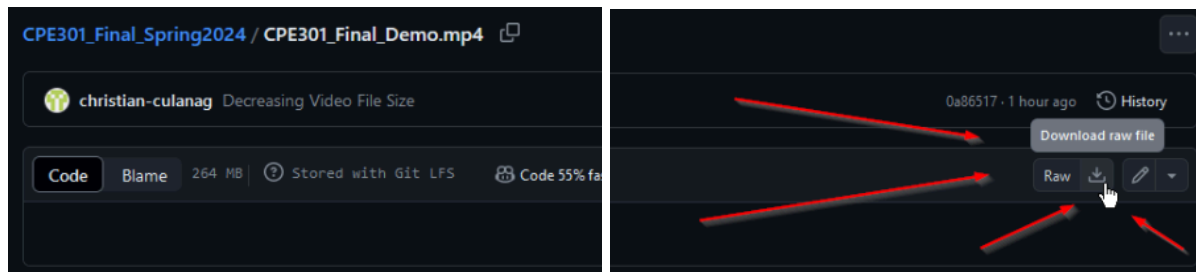 CPE301_Final_Spring2024 / CPE301_Final_Demo.mp4
christian-culanag Decreasing Video File Size
Code Blame 264 MB Stored with Git LFS Code 55% fa
0a86517 · 1 hour ago History
Download raw file
Raw